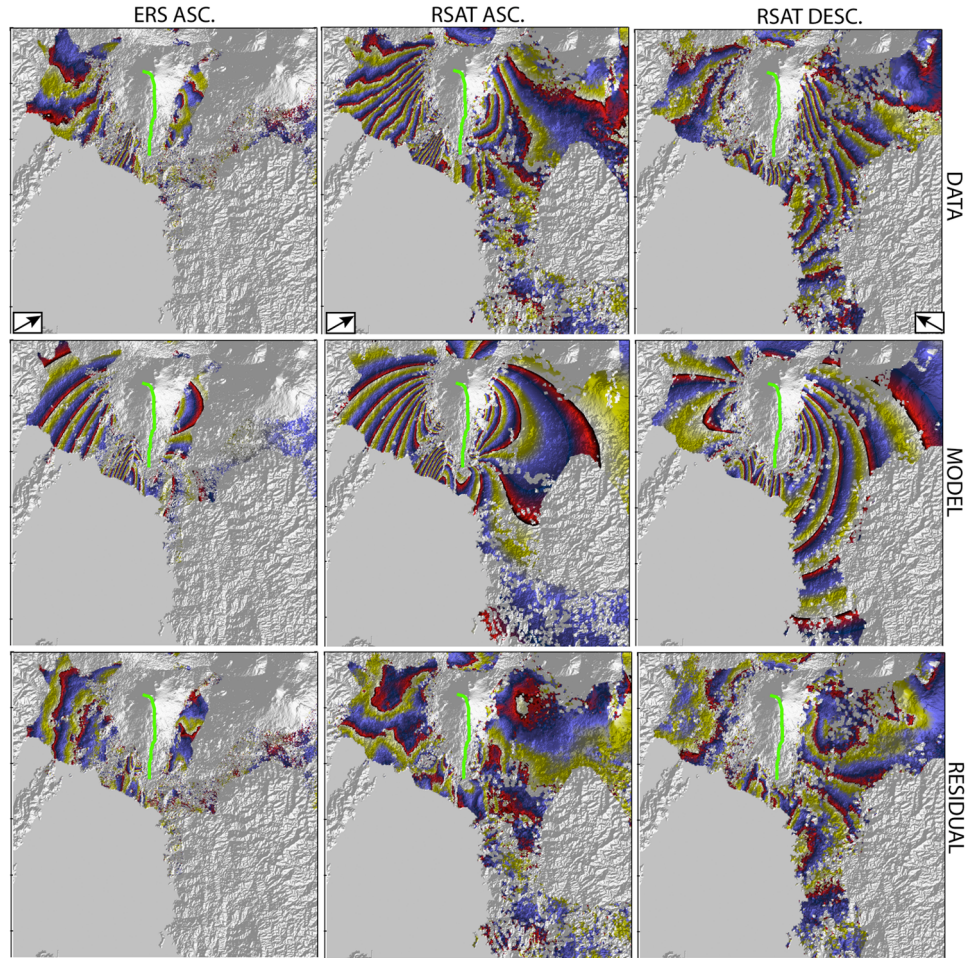 ERS ASC.
RSAT ASC.
RSAT DESC.
DATA
MODEL
RESIDUAL